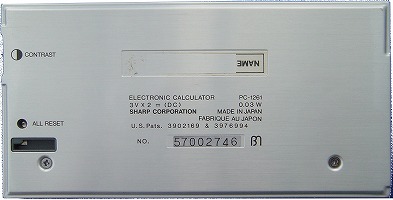 NAME
CONTRAST
ELECTRONIC CALCULATOR PC-1261
3V X 2 ⎓ (DC) 0.03 W
SHARP CORPORATION MADE IN JAPAN
FABRIQUE AU JAPON
ALL RESET
U.S. Pats. 3902169 & 3976994
NO. 57002746